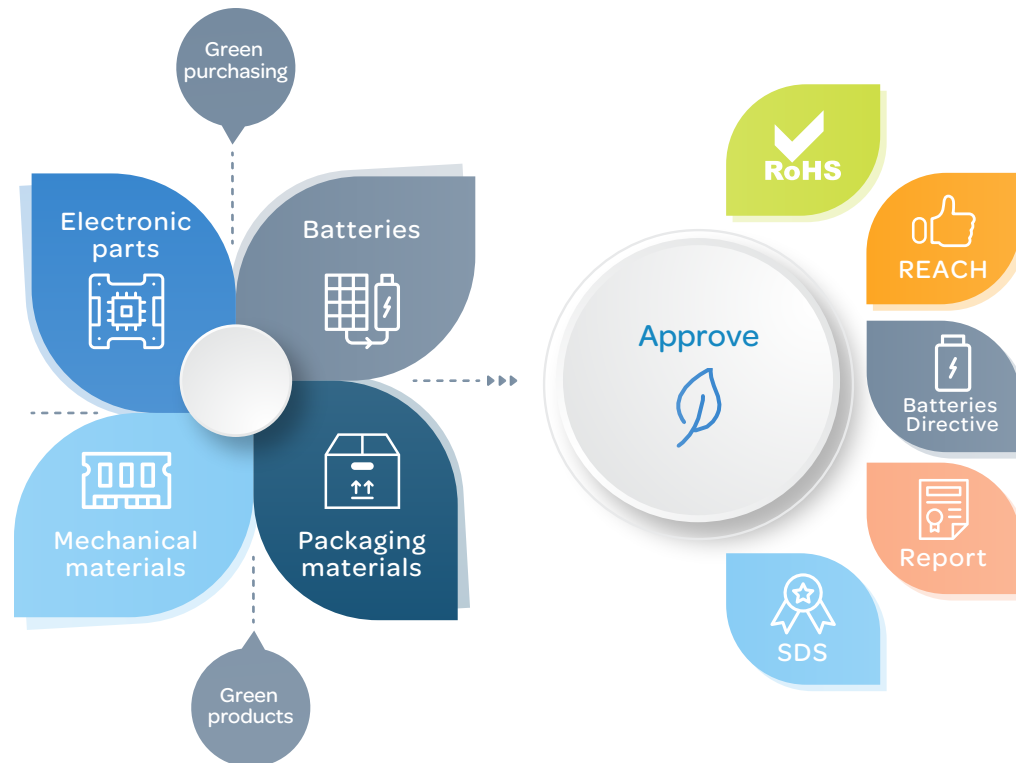 Green
purchasing
Electronic
parts
Batteries
Mechanical
materials
Packaging
materials
Green
products
Approve
RoHS
REACH
Batteries
Directive
Report
SDS